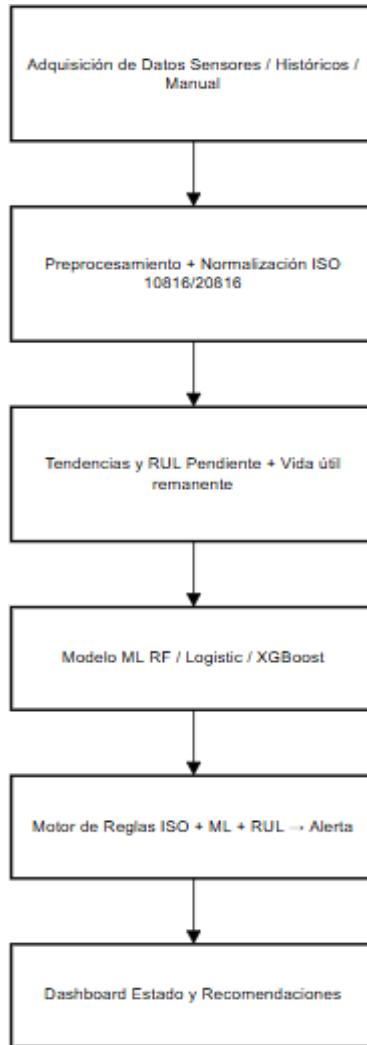 Adquisición de Datos Sensores / Históricos /
Manual
Preprocesamiento + Normalización ISO
10816/20816
Tendencias y RUL Pendiente + Vida útil
remanente
Modelo ML RF / Logistic / XGBoost
Motor de Reglas ISO + ML + RUL → Alerta
Dashboard Estado y Recomendaciones